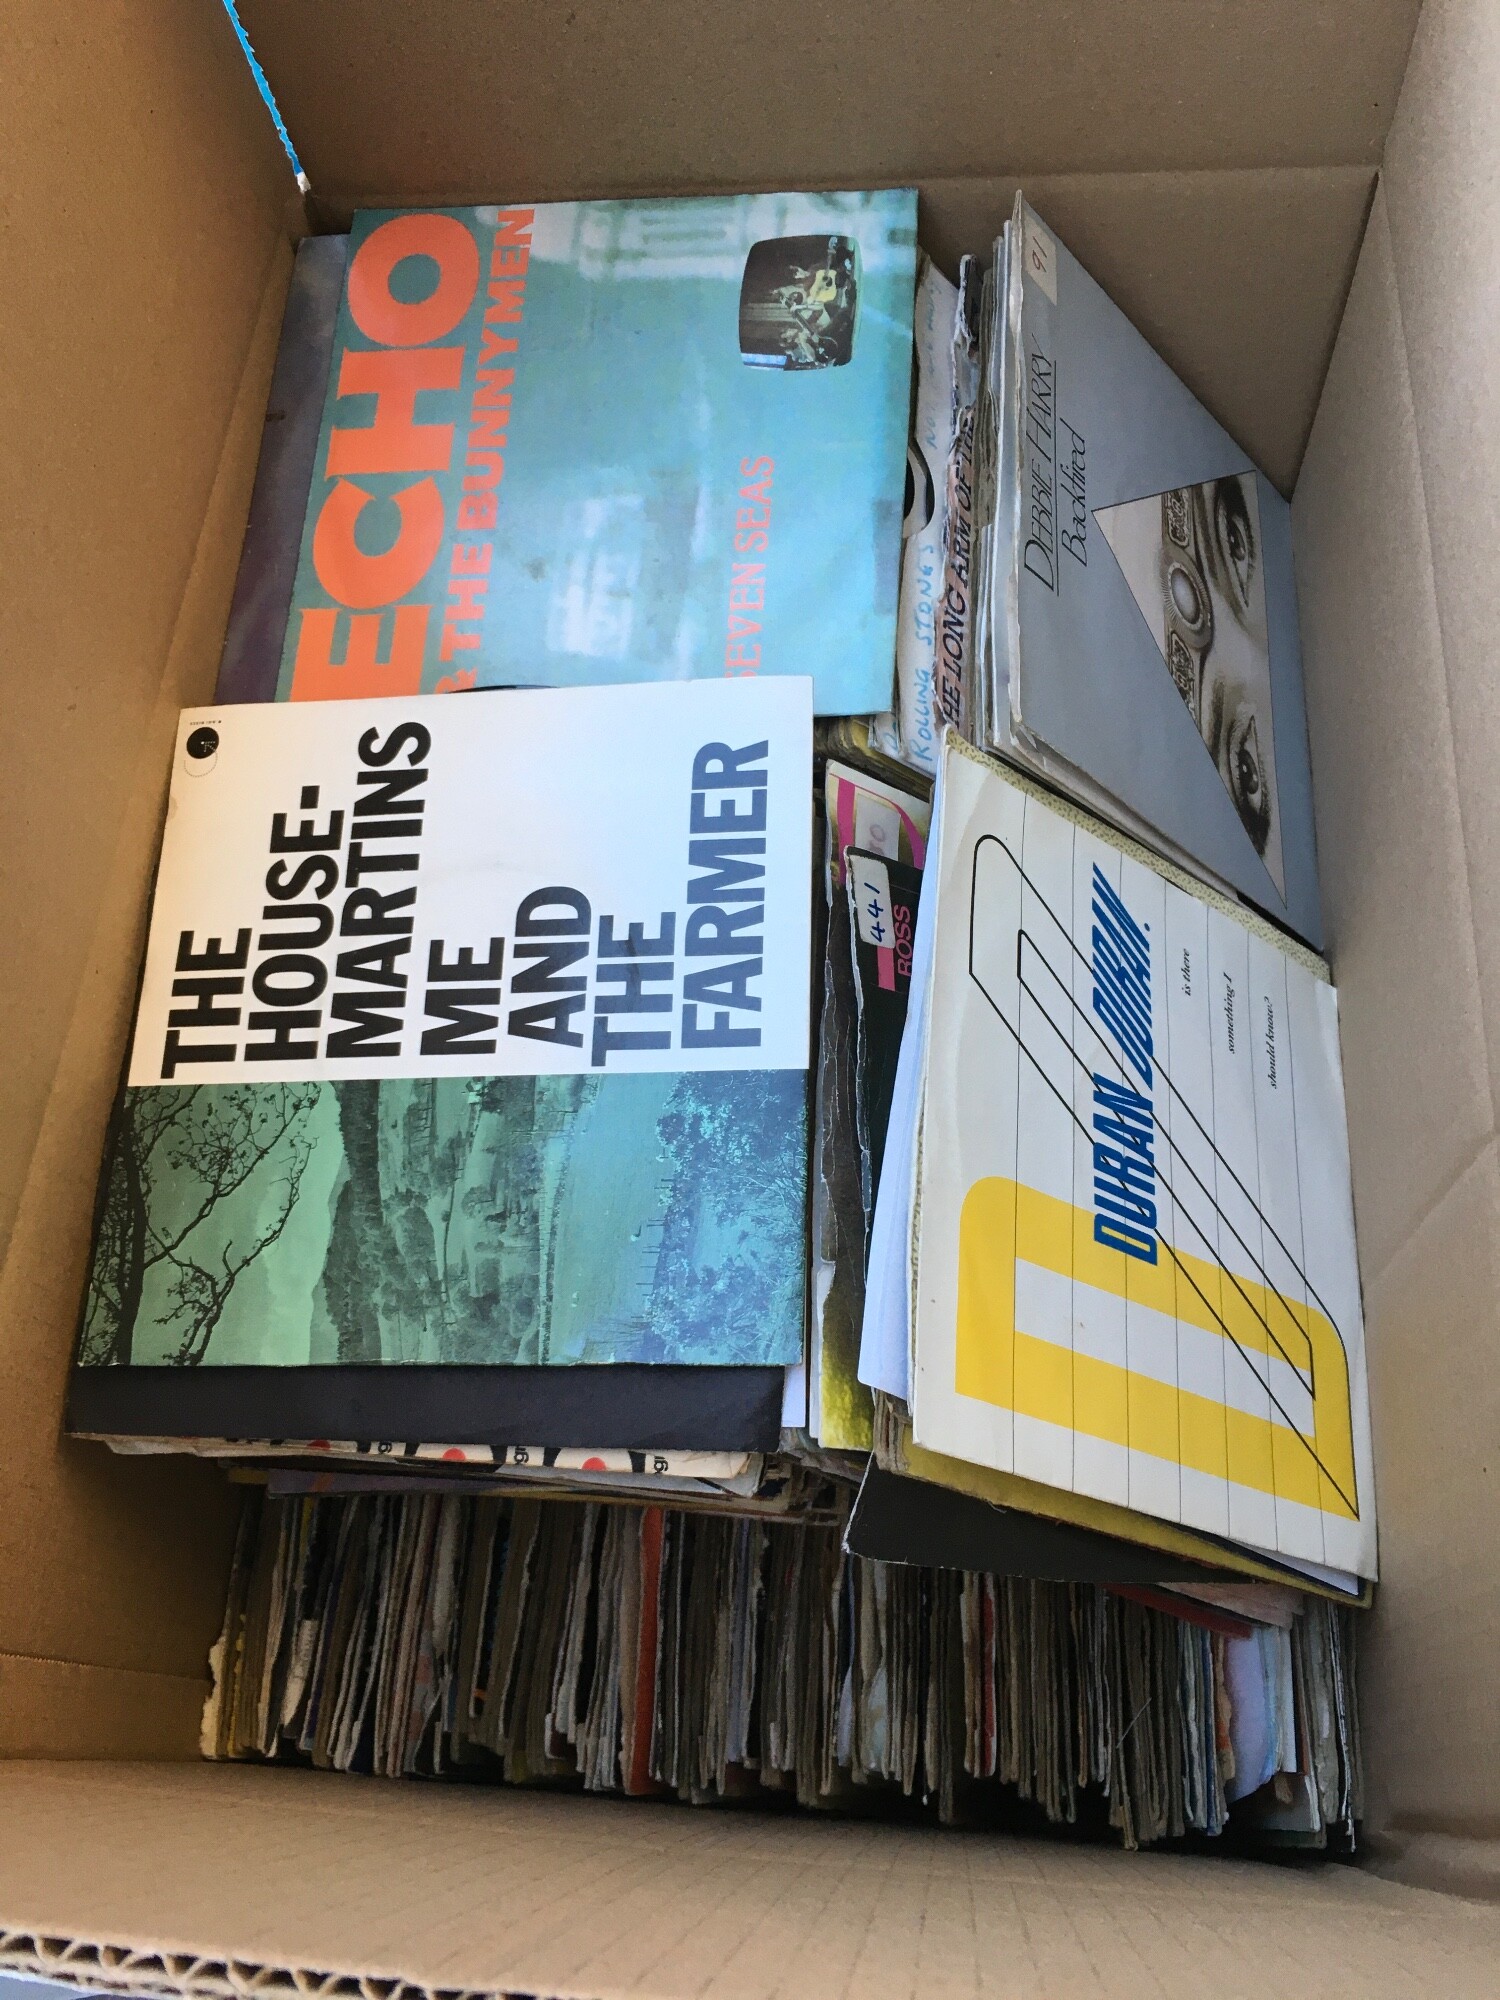 ECHO
& THE BUNNYMEN
SEVEN SEAS
THE
HOUSE-
MARTINS
ME
AND
THE
FARMER
ROLLING STONES
THE LONG ARM OF THE
91
DEBBIE HARRY
Backfired
441
ROSS
DURAN DURAN.
is there
something I
should know?